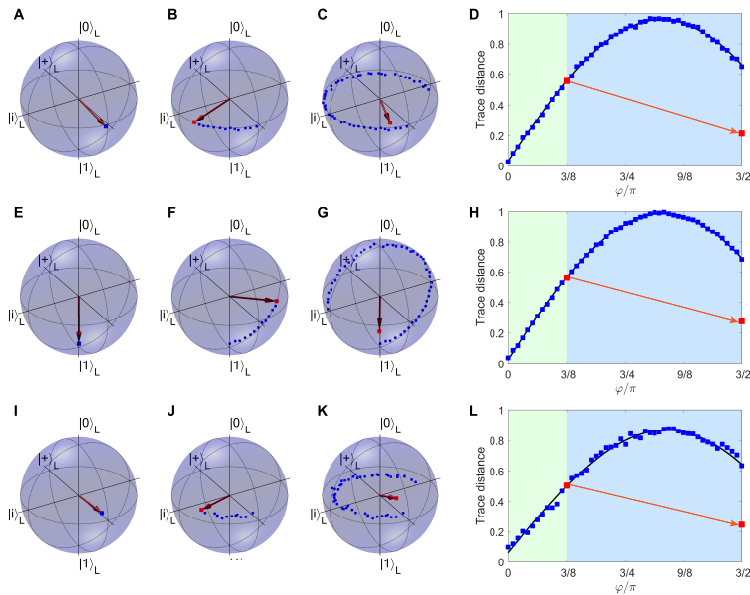 A
B
C
D
|0⟩L
|0⟩L
|0⟩L
|+⟩L
|+⟩L
|+⟩L
|i⟩L
|i⟩L
|i⟩L
|1⟩L
|1⟩L
|1⟩L
Trace distance
1
0.8
0.6
0.4
0.2
0
0
3/8
3/4
9/8
3/2
φ/π
E
F
G
H
|0⟩L
|0⟩L
|0⟩L
|+⟩L
|+⟩L
|+⟩L
|i⟩L
|i⟩L
|i⟩L
|1⟩L
|1⟩L
|1⟩L
Trace distance
1
0.8
0.6
0.4
0.2
0
0
3/8
3/4
9/8
3/2
φ/π
I
J
K
L
|0⟩L
|0⟩L
|0⟩L
|+⟩L
|+⟩L
|+⟩L
|i⟩L
|i⟩L
|i⟩L
|1⟩L
|1⟩L
Trace distance
1
0.8
0.6
0.4
0.2
0
0
3/8
3/4
9/8
3/2
φ/π